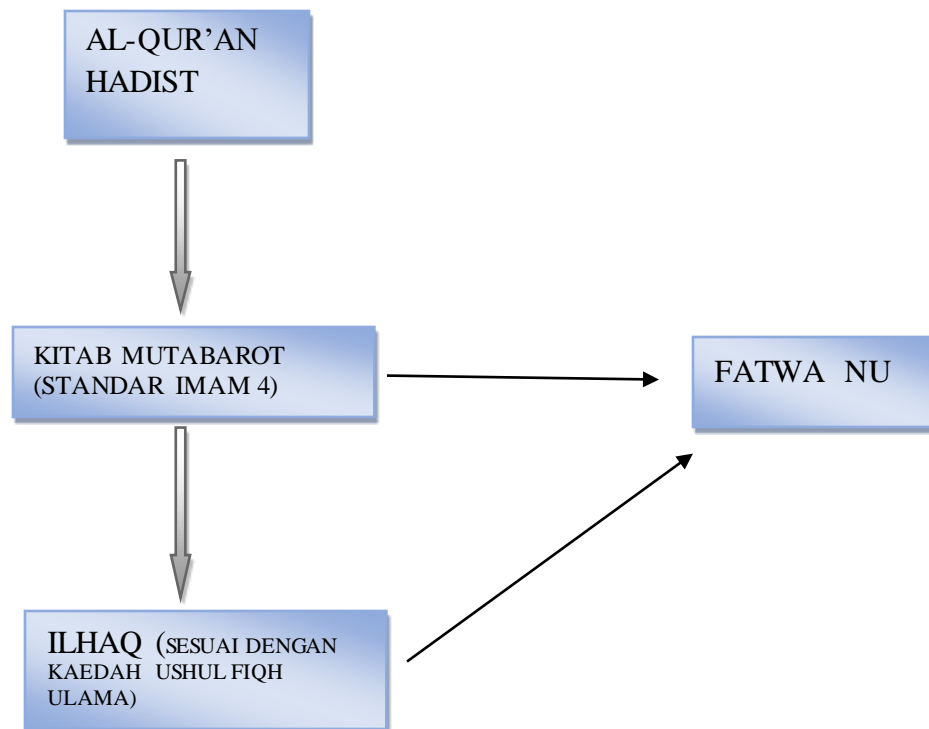 AL-QUR’AN
HADIST
KITAB MUTABAROT
(STANDAR IMAM 4)
FATWA NU
ILHAQ (SESUAI DENGAN
KAEDAH USHUL FIQH
ULAMA)